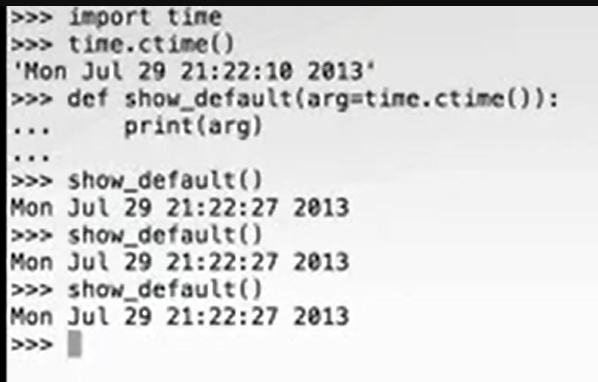 >>> import time
>>> time.ctime()
'Mon Jul 29 21:22:10 2013'
>>> def show_default(arg=time.ctime()):
...     print(arg)
...
>>> show_default()
Mon Jul 29 21:22:27 2013
>>> show_default()
Mon Jul 29 21:22:27 2013
>>> show_default()
Mon Jul 29 21:22:27 2013
>>>